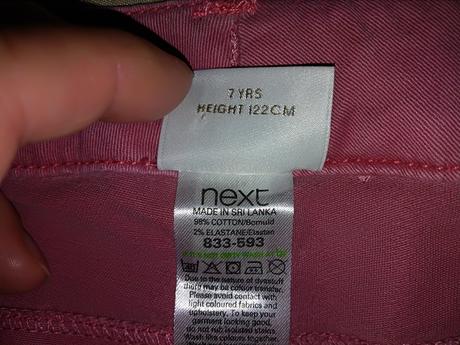 7 YRS
HEIGHT 122CM
next
MADE IN SRI LANKA
98% COTTON/Bomuld
2% ELASTANE/Elastan
833-593
Due to the nature of dyestuff
there may be colour transfer.
Please avoid contact with
light coloured fabrics and
upholstery. To keep your
garment looking good,
do not rub isolated stains.
Wash like colours together.